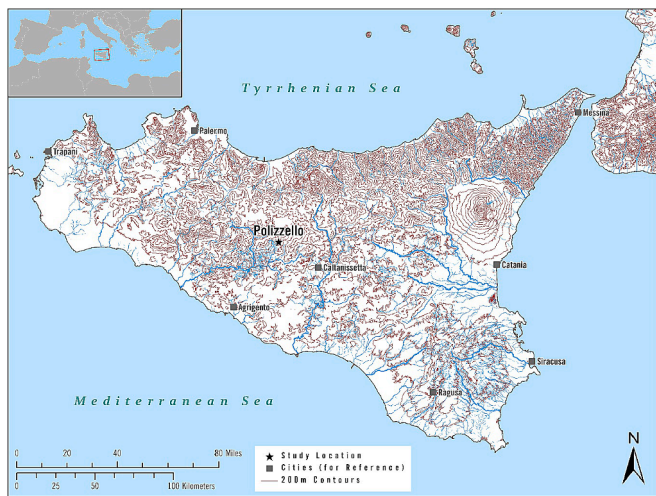 Tyrrhenian Sea
Messina
Palermo
Trapani
Polizzello
Caltanissetta
Catania
Agrigento
Siracusa
Ragusa
Mediterranean Sea
0 20 40 80 Miles
0 25 50 100 Kilometers
Study Location
Cities (for Reference)
200m Contours
N